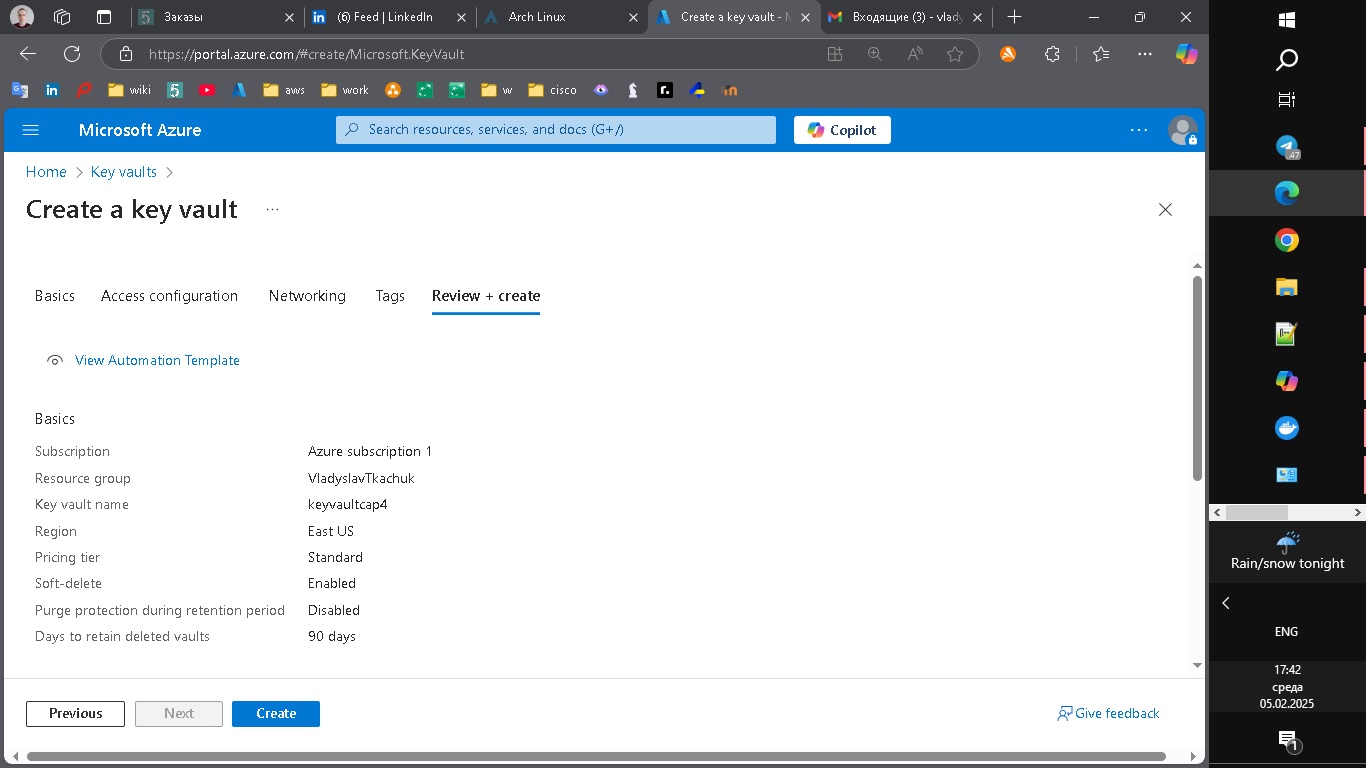 Заказы
(6) Feed | LinkedIn
Arch Linux
Create a key vault - M
Входящие (3) - vlady
https://portal.azure.com/#create/Microsoft.KeyVault
wiki
aws
work
w
cisco
Microsoft Azure
Search resources, services, and docs (G+/)
Copilot
Home
Key vaults
Create a key vault
Basics
Access configuration
Networking
Tags
Review + create
View Automation Template
Basics
Subscription Azure subscription 1
Resource group VladyslavTkachuk
Key vault name keyvaultcap4
Region East US
Pricing tier Standard
Soft-delete Enabled
Purge protection during retention period Disabled
Days to retain deleted vaults 90 days
Previous
Next
Create
Give feedback
.47
Rain/snow tonight
ENG
17:42
среда
05.02.2025
1